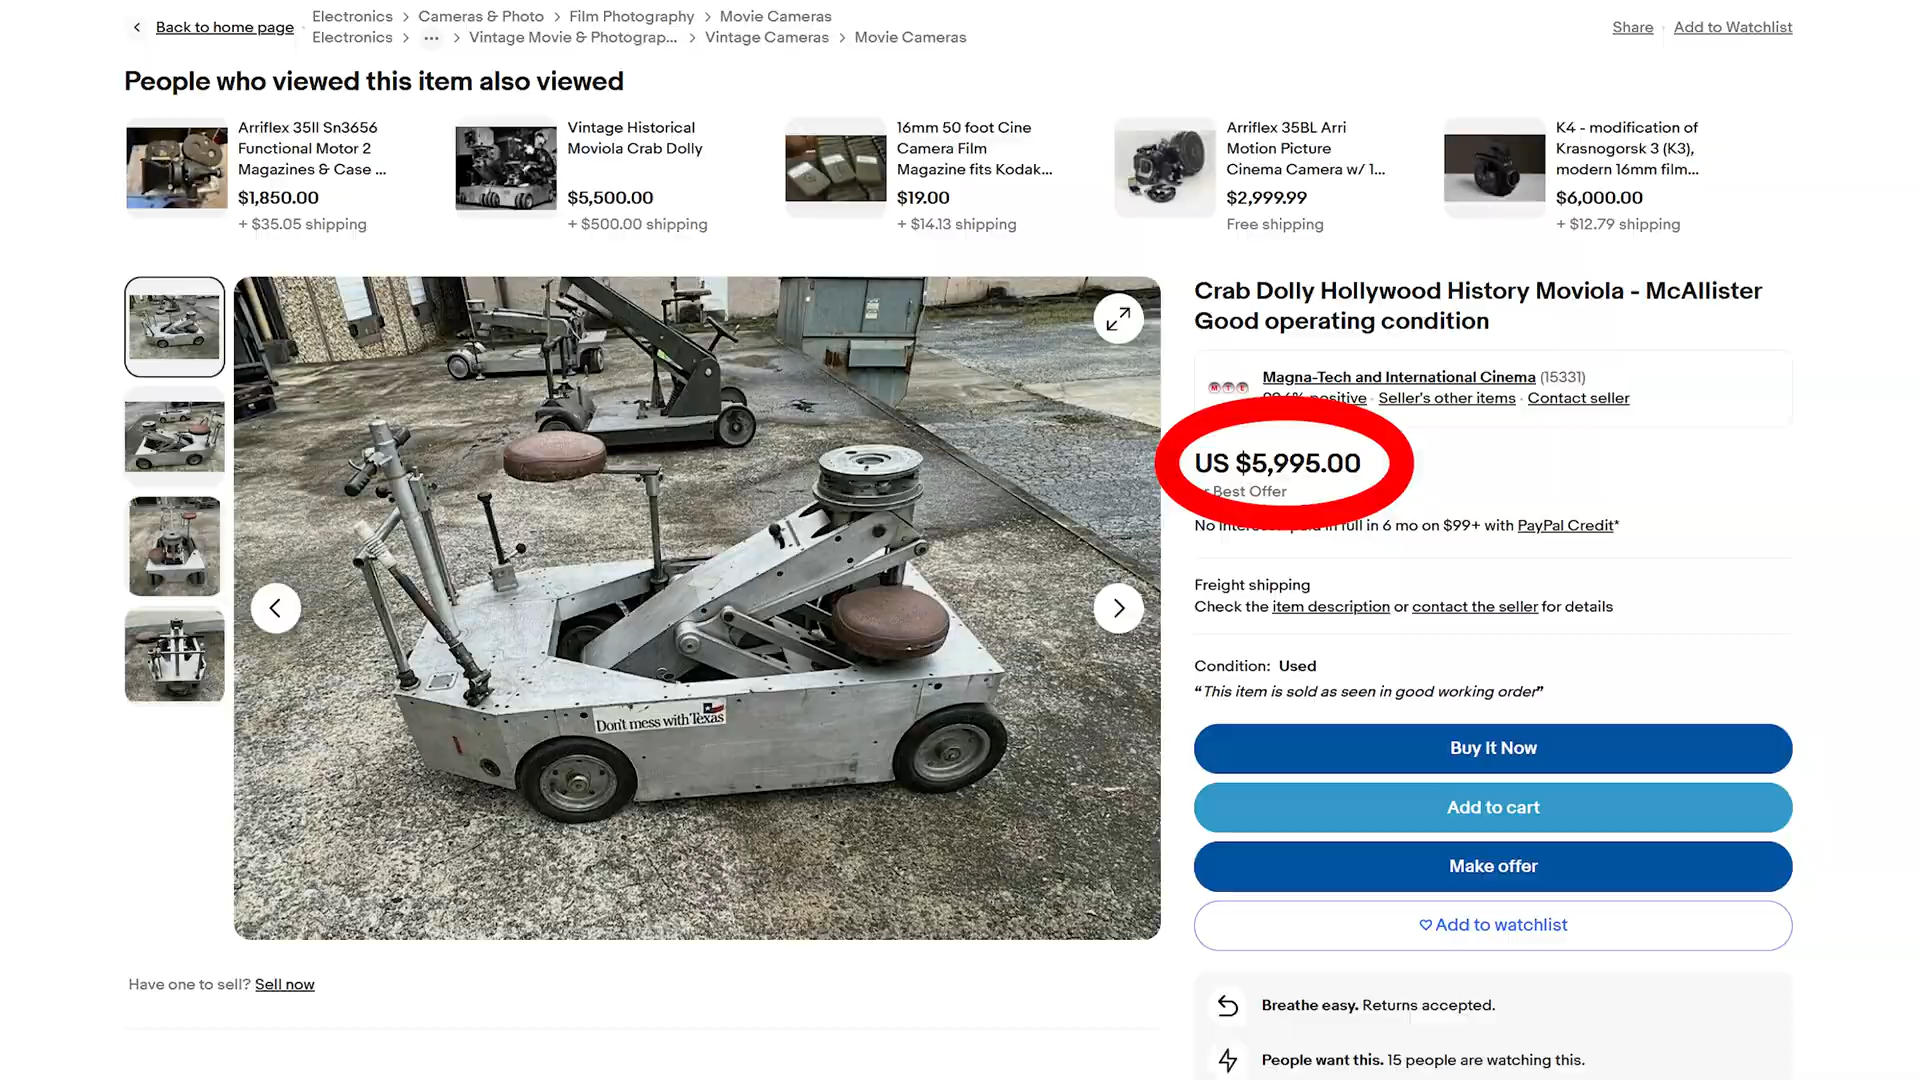 Back to home page
Electronics > Cameras & Photo > Film Photography > Movie Cameras
Electronics > ··· > Vintage Movie & Photograp... > Vintage Cameras > Movie Cameras
Share
Add to Watchlist
People who viewed this item also viewed
Arriflex 35II Sn3656
Functional Motor 2
Magazines & Case ...
$1,850.00
+ $35.05 shipping
Vintage Historical
Moviola Crab Dolly
$5,500.00
+ $500.00 shipping
16mm 50 foot Cine
Camera Film
Magazine fits Kodak...
$19.00
+ $14.13 shipping
Arriflex 35BL Arri
Motion Picture
Cinema Camera w/ 1...
$2,999.99
Free shipping
K4 - modification of
Krasnogorsk 3 (K3),
modern 16mm film...
$6,000.00
+ $12.79 shipping
Don't mess with Texas
Crab Dolly Hollywood History Moviola - McAllister
Good operating condition
MTE
Magna-Tech and International Cinema (15331)
positive · Seller's other items · Contact seller
US $5,995.00
Best Offer
No in full in 6 mo on $99+ with PayPal Credit*
Freight shipping
Check the item description or contact the seller for details
Condition: Used
“This item is sold as seen in good working order”
Buy It Now
Add to cart
Make offer
Add to watchlist
Have one to sell? Sell now
Breathe easy. Returns accepted.
People want this. 15 people are watching this.